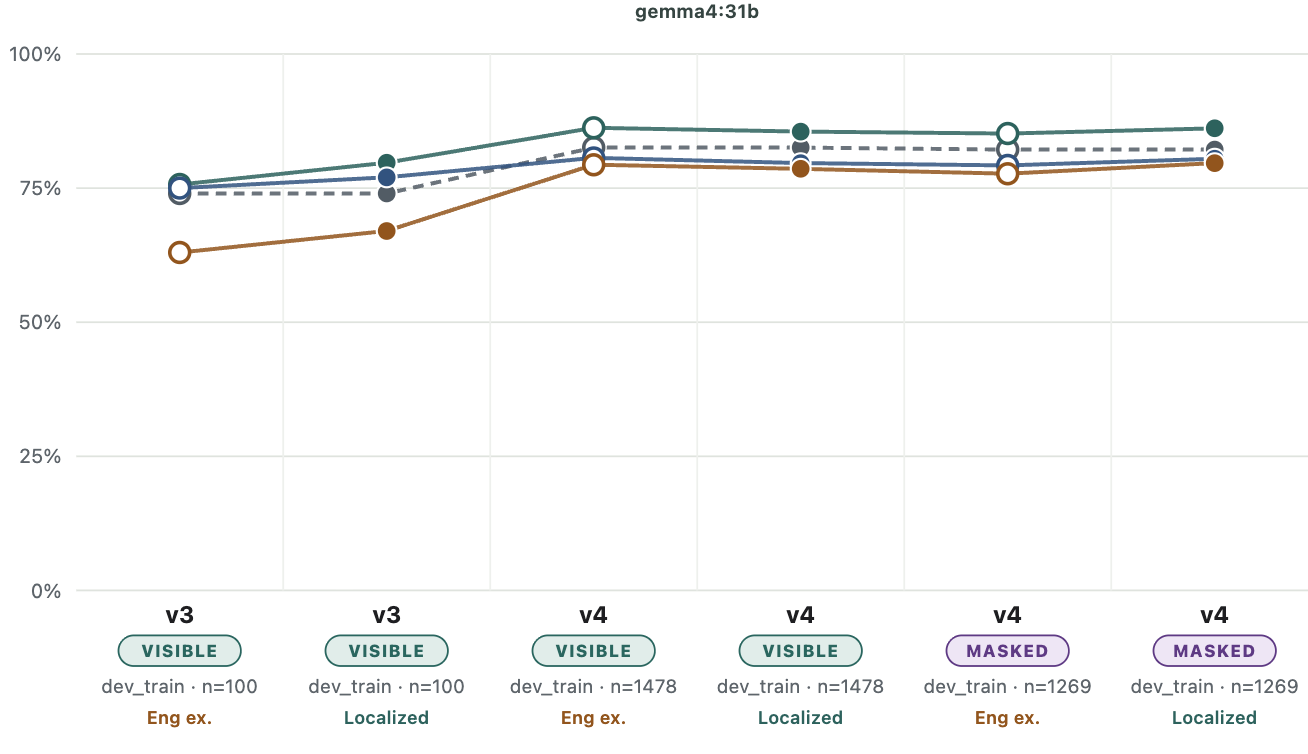 gemma4:31b
100%
75%
50%
25%
0%
v3 v3 v4 v4 v4 v4
VISIBLE VISIBLE VISIBLE VISIBLE MASKED MASKED
dev_train · n=100 dev_train · n=100 dev_train · n=1478 dev_train · n=1478 dev_train · n=1269 dev_train · n=1269
Eng ex. Localized Eng ex. Localized Eng ex. Localized